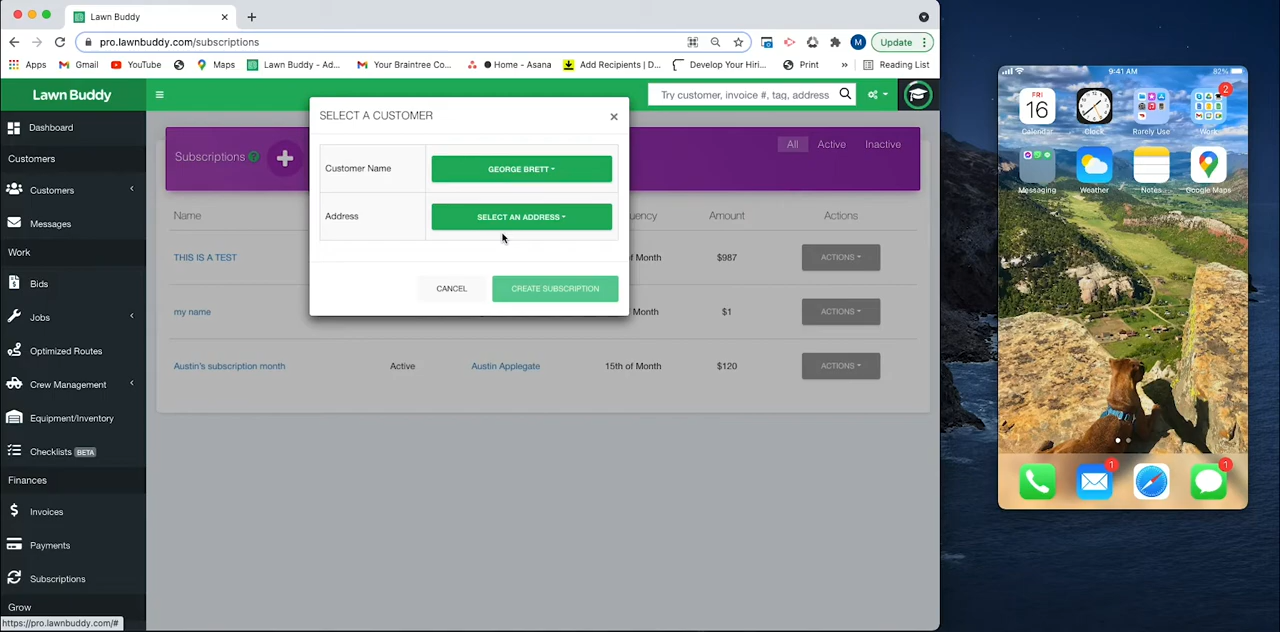 Lawn Buddy
pro.lawnbuddy.com/subscriptions
M
Update
Apps
Gmail
YouTube
Maps
Lawn Buddy - Ad...
Your Braintree Co...
Home - Asana
Add Recipients | D...
Develop Your Hiri...
Print
»
Reading List
Lawn Buddy
Try customer, invoice #, tag, address
Dashboard
Customers
Customers
Messages
Work
Bids
Jobs
Optimized Routes
Crew Management
Equipment/Inventory
Checklists BETA
Finances
Invoices
Payments
Subscriptions
Grow
https://pro.lawnbuddy.com/#
Subscriptions ?
All Active Inactive
Name uency Amount Actions
THIS IS A TEST of Month $987 ACTIONS
my name Month $1 ACTIONS
Austin's subscription month Active Austin Applegate 15th of Month $120 ACTIONS
SELECT A CUSTOMER ×
Customer Name GEORGE BRETT
Address SELECT AN ADDRESS
CANCEL CREATE SUBSCRIPTION
9:41 AM 82%
FRI
16
2
Calendar Clock Rarely Use Work
Messaging Weather Notes Google Maps
1 1